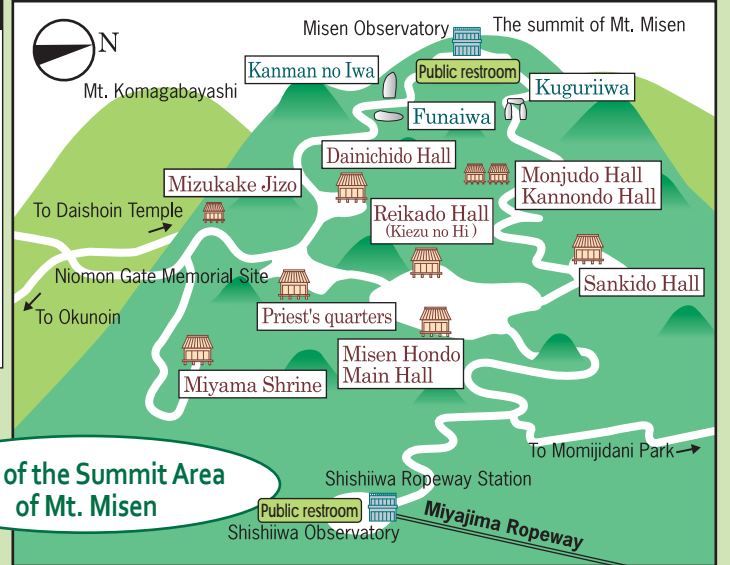 N
Misen Observatory
The summit of Mt. Misen
Public restroom
Kanman no Iwa
Kuguriiwa
Mt. Komagabayashi
Funaiwa
Dainichido Hall
Monjudo Hall
Kannondo Hall
Mizukake Jizo
To Daishoin Temple
Reikado Hall
(Kiezu no Hi)
Niomon Gate Memorial Site
Sankido Hall
To Okunoin
Priest's quarters
Misen Hondo
Main Hall
Miyama Shrine
To Momijidani Park
of the Summit Area
of Mt. Misen
Shishiiwa Ropeway Station
Public restroom
Shishiiwa Observatory
Miyajima Ropeway